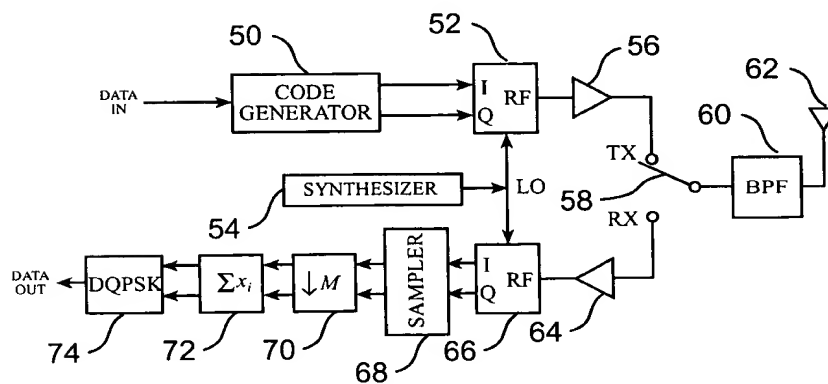 50
52
56
62
DATA
IN
CODE
GENERATOR
I
Q
RF
60
TX
BPF
58
SYNTHESIZER
LO
54
RX
DATA
OUT
DQPSK
Σxi
↓M
SAMPLER
I
Q
RF
74
72
70
68
66
64